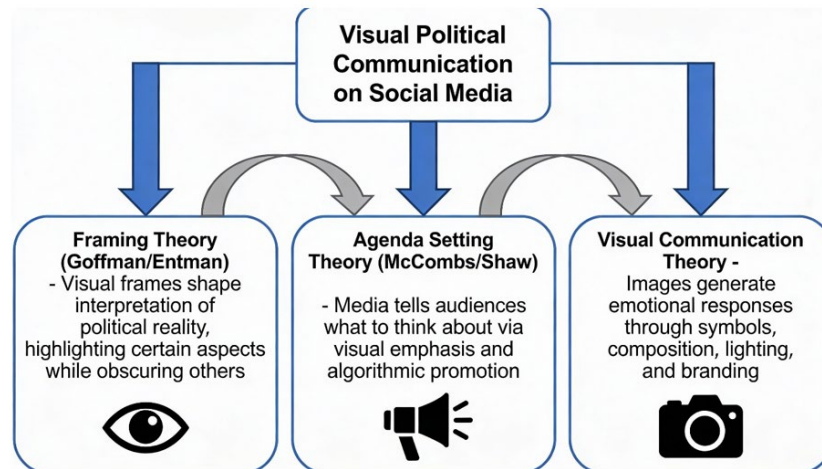 Visual Political
Communication
on Social Media
Framing Theory
(Goffman/Entman)
- Visual frames shape
interpretation of
political reality,
highlighting certain aspects
while obscuring others
Agenda Setting
Theory (McCombs/Shaw)
- Media tells audiences
what to think about via
visual emphasis and
algorithmic promotion
Visual Communication
Theory -
Images generate
emotional responses
through symbols,
composition, lighting,
and branding